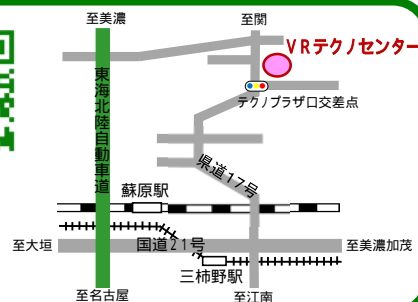 至美濃
至関
VRテクノセンター
テクノプラザ口交差点
東海北陸自動車道
県道17号
蘇原駅
至大垣
国道21号
至美濃加茂
三柿野駅
至名古屋
至江南